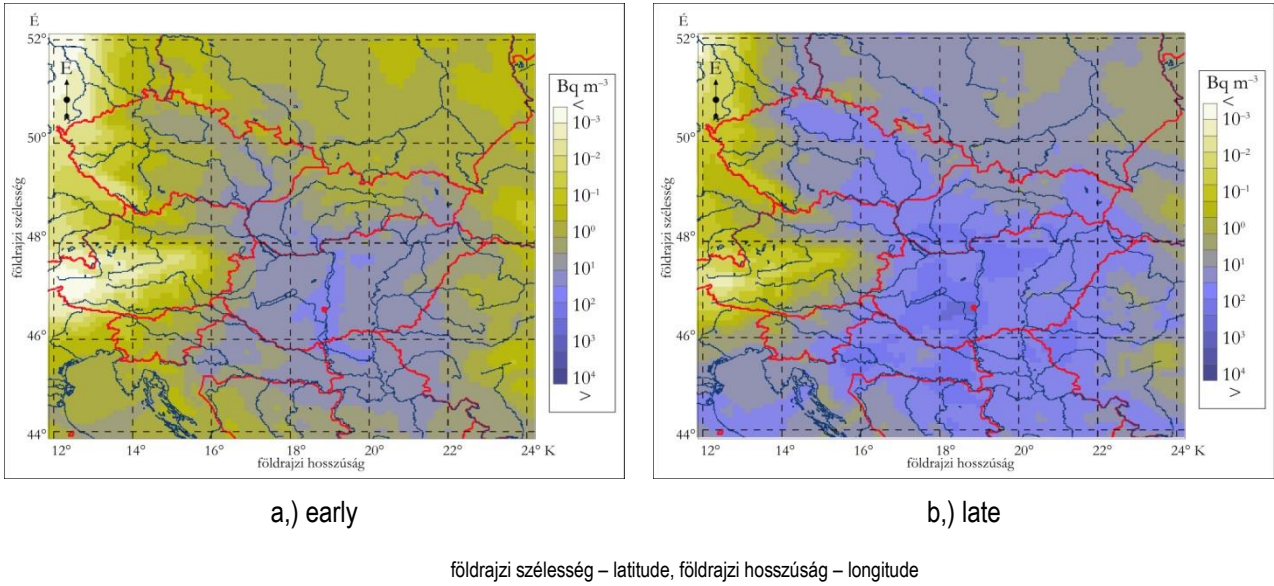 É
52°
50°
48°
46°
44°
földrajzi szélesség
É
12° 14° 16° 18° 20° 22° 24° K
földrajzi hosszúság
Bq m⁻³
<
10⁻³
10⁻²
10⁻¹
10⁰
10¹
10²
10³
10⁴
>
a,) early
É
52°
50°
48°
46°
44°
földrajzi szélesség
É
12° 14° 16° 18° 20° 22° 24° K
földrajzi hosszúság
Bq m⁻³
<
10⁻³
10⁻²
10⁻¹
10⁰
10¹
10²
10³
10⁴
>
b,) late
földrajzi szélesség – latitude, földrajzi hosszúság – longitude